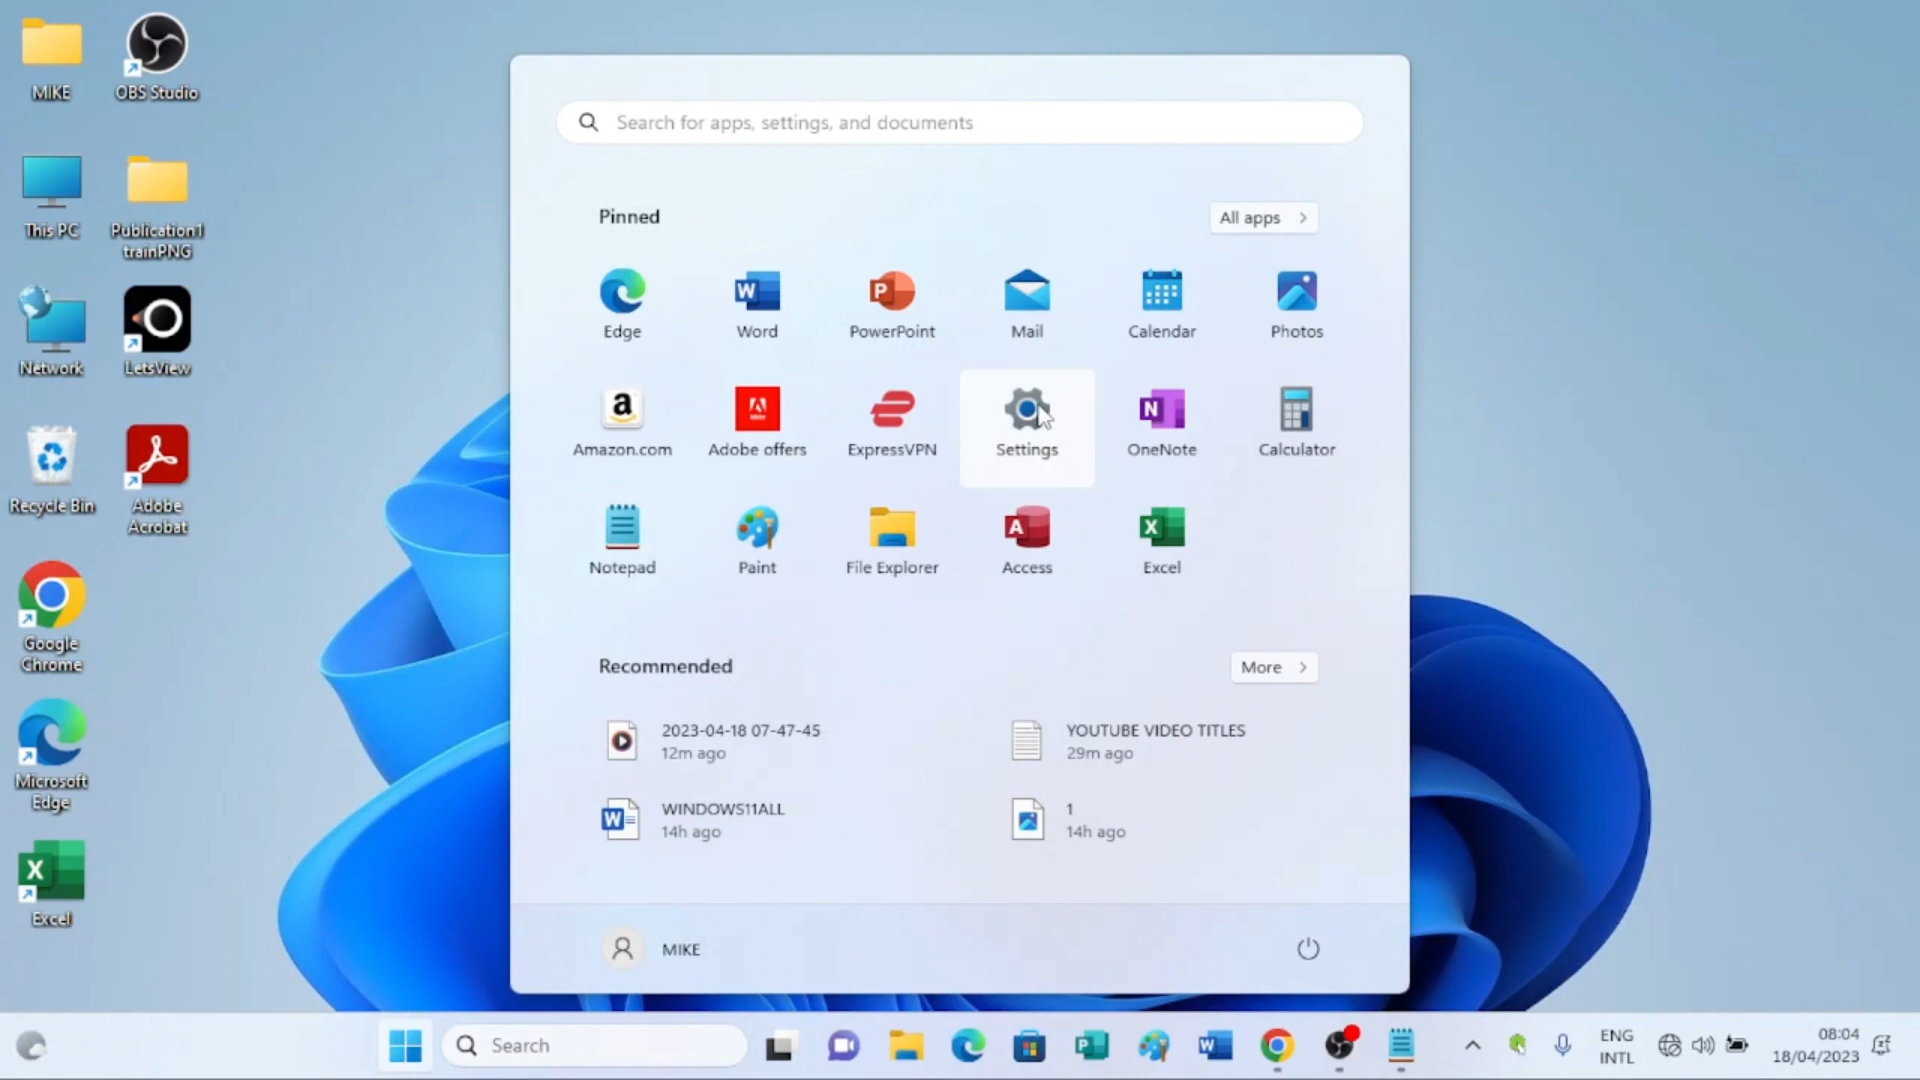 MIKE
OBS Studio
This PC
Publication1
trainPNG
Network
LetsView
Recycle Bin
Adobe
Acrobat
Google
Chrome
Microsoft
Edge
Excel
Search for apps, settings, and documents
Pinned
All apps
Edge
Word
PowerPoint
Mail
Calendar
Photos
Amazon.com
Adobe offers
ExpressVPN
Settings
OneNote
Calculator
Notepad
Paint
File Explorer
Access
Excel
Recommended
More
2023-04-18 07-47-45
12m ago
YOUTUBE VIDEO TITLES
29m ago
WINDOWS11ALL
14h ago
1
14h ago
MIKE
Search
ENG
INTL
08:04
18/04/2023